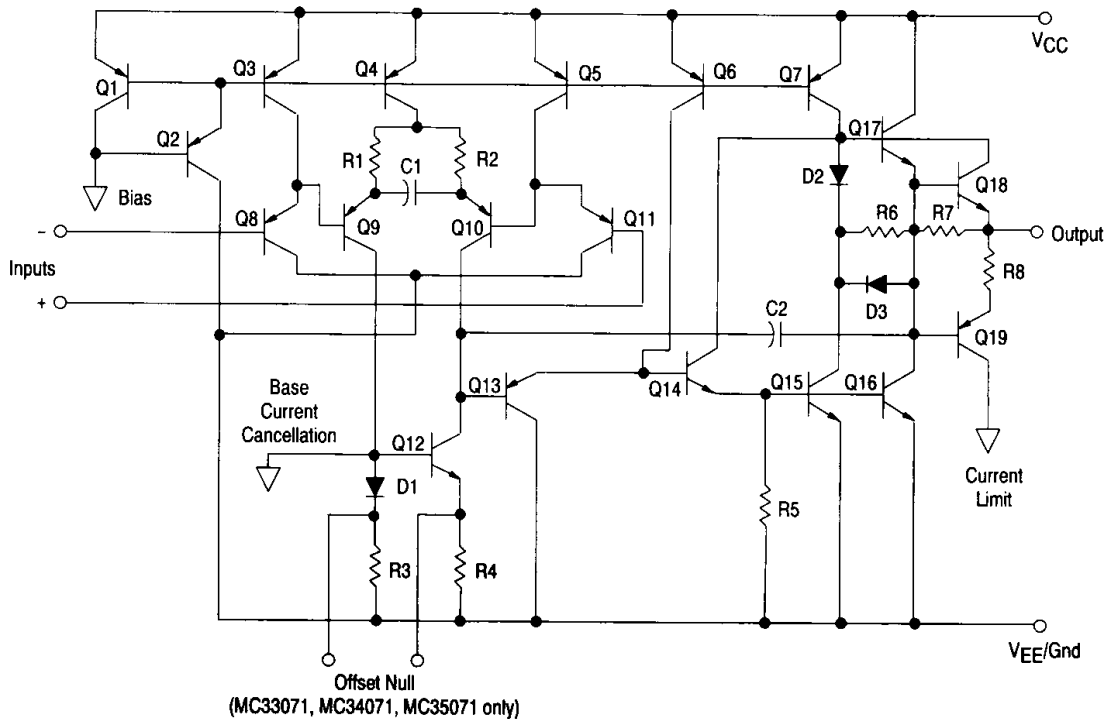 VCC
Q1
Q3
Q4
Q5
Q6
Q7
Q2
Q17
R1
C1
R2
D2
Q18
Bias
Q8
Q9
Q10
Q11
R6
R7
Output
−
Inputs
+
R8
D3
C2
Q19
Q13
Q14
Q15
Q16
Base
Current
Cancellation
Q12
D1
Current
Limit
R5
R3
R4
VEE/Gnd
Offset Null
(MC33071, MC34071, MC35071 only)